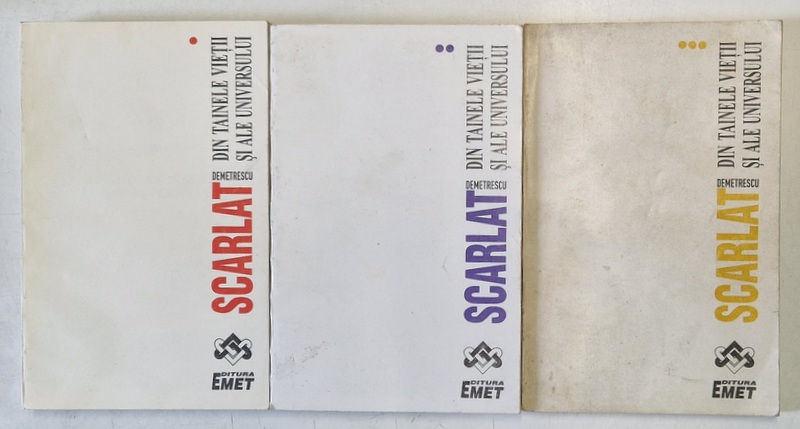 DIN TAINELE VIEȚII
ȘI ALE UNIVERSULUI
DEMETRESCU
SCARLAT
EDITURA
EMET
DIN TAINELE VIEȚII
ȘI ALE UNIVERSULUI
DEMETRESCU
SCARLAT
EDITURA
EMET
DIN TAINELE VIEȚII
ȘI ALE UNIVERSULUI
DEMETRESCU
SCARLAT
EDITURA
EMET